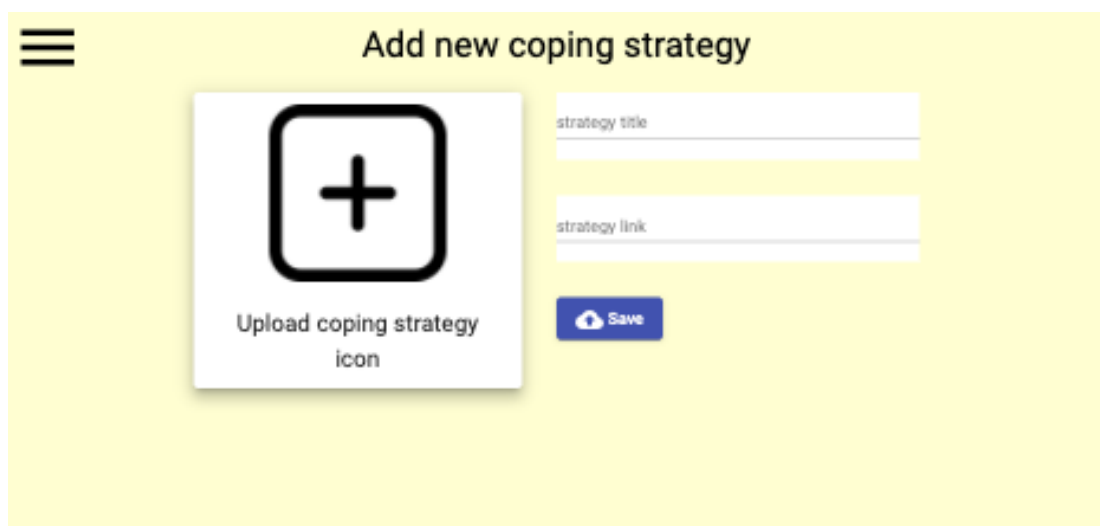 Add new coping strategy
Upload coping strategy
icon
strategy title
strategy link
Save